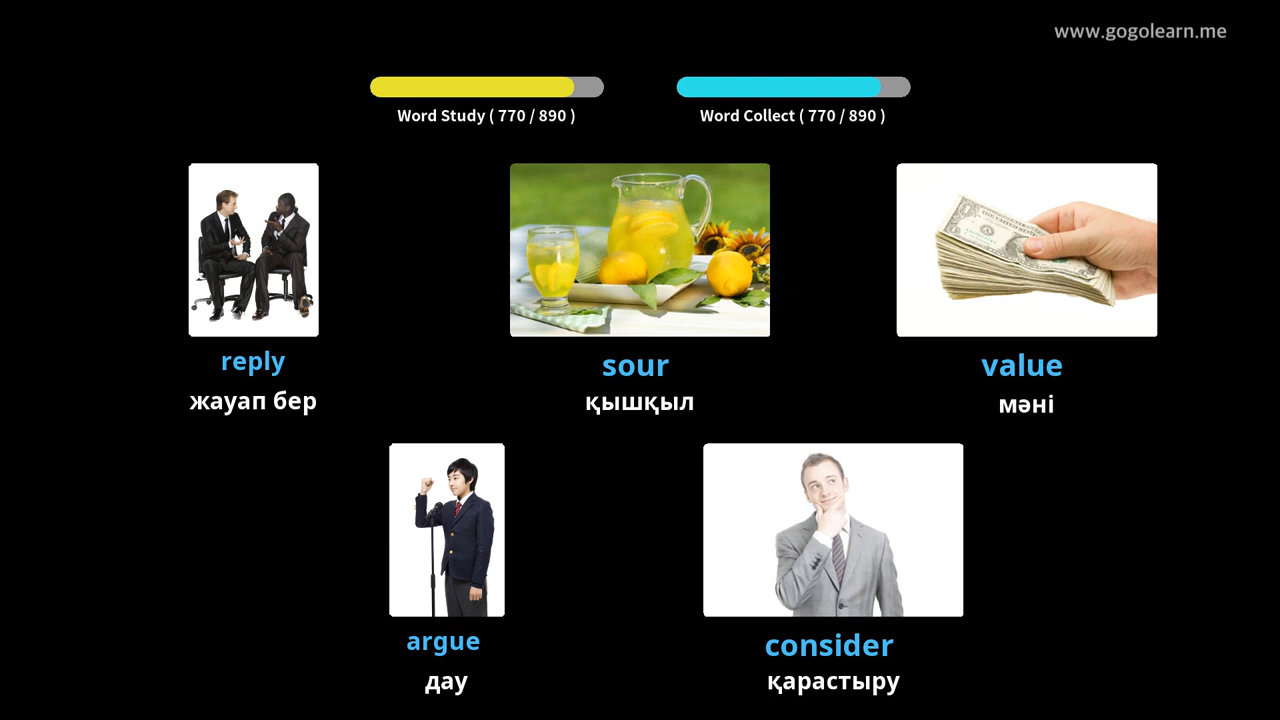 www.gogolearn.me
Word Study ( 770 / 890 )
Word Collect ( 770 / 890 )
reply
жауап бер
sour
қышқыл
value
мәні
argue
дау
consider
қарастыру